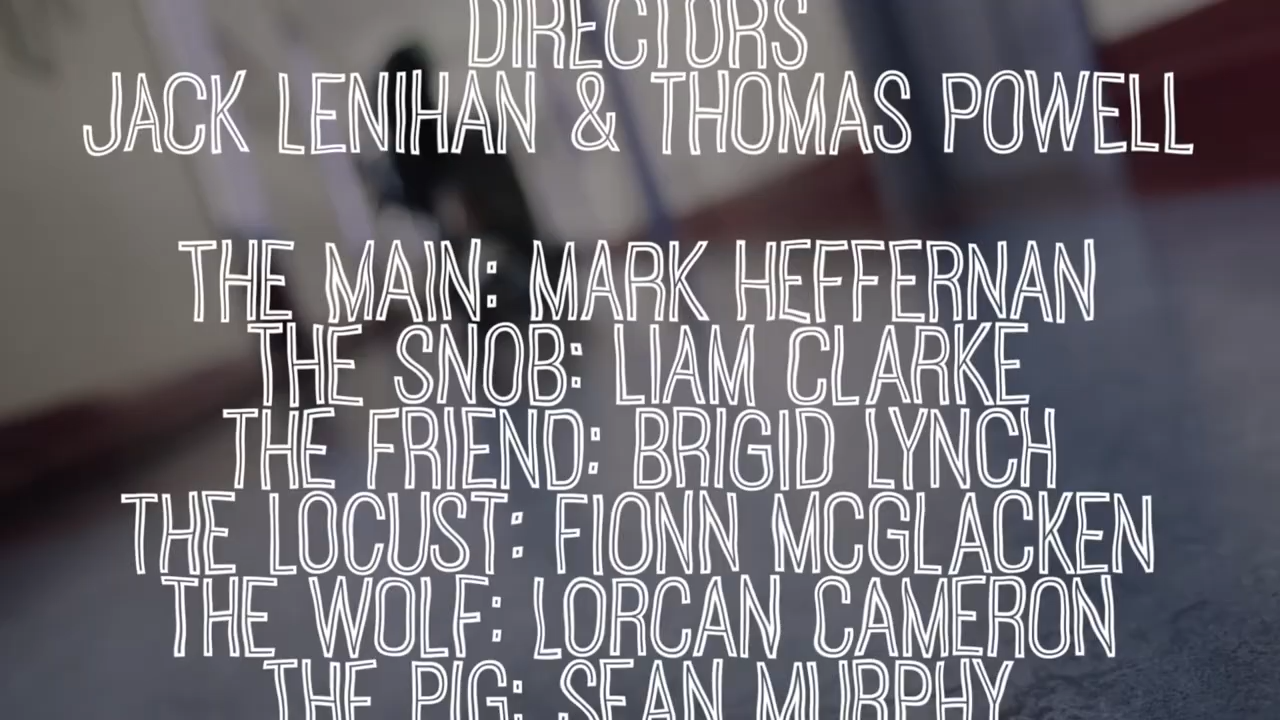 DIRECTORS
JACK LENIHAN & THOMAS POWELL
THE MAIN: MARK HEFFERNAN
THE SNOB: LIAM CLARKE
THE FRIEND: BRIGID LYNCH
THE LOCUST: FIONN MCGLACKEN
THE WOLF: LORCAN CAMERON
THE PIG: SEAN MURPHY